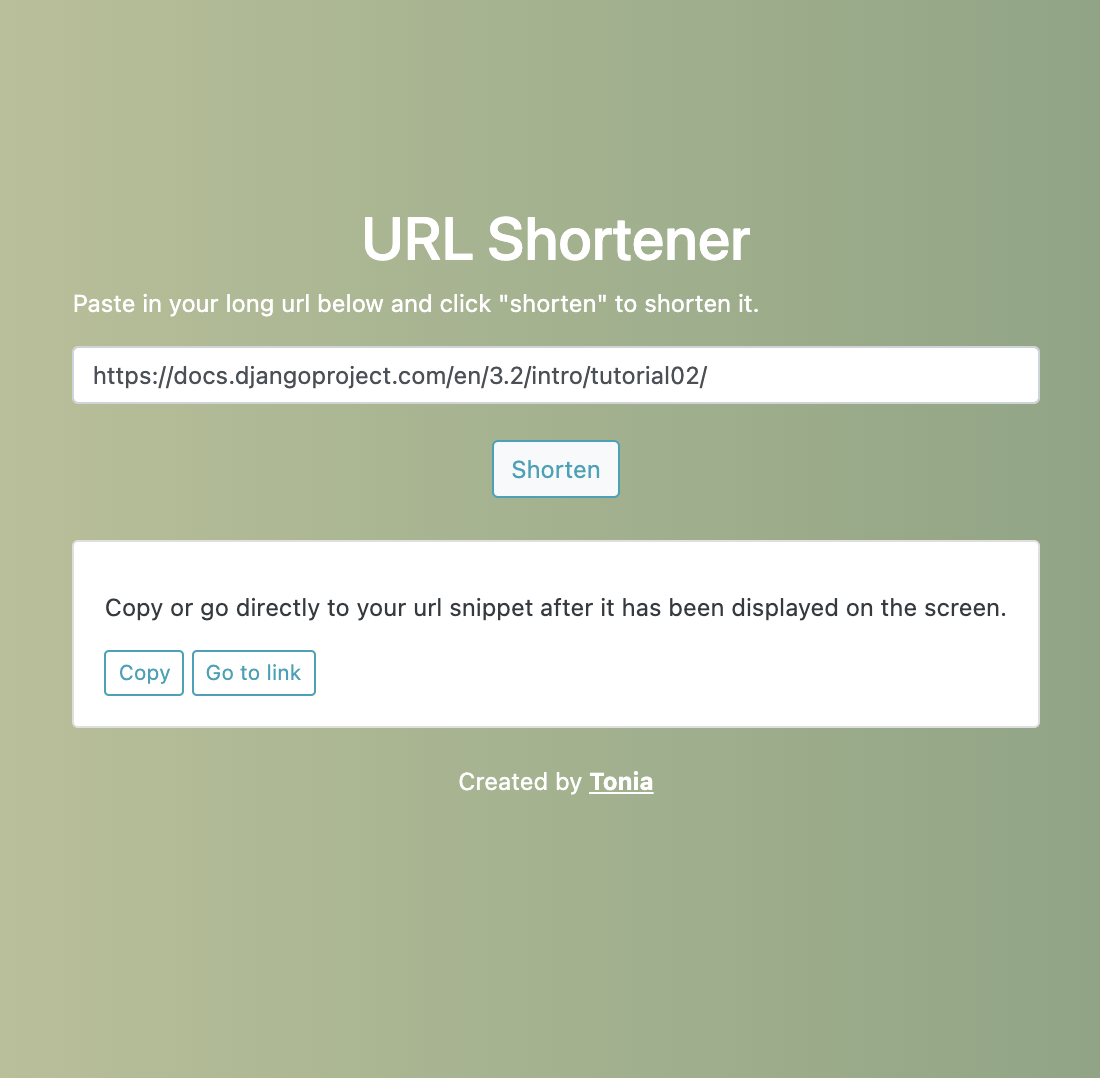 URL Shortener
Paste in your long url below and click "shorten" to shorten it.
https://docs.djangoproject.com/en/3.2/intro/tutorial02/
Shorten
Copy or go directly to your url snippet after it has been displayed on the screen.
Copy Go to link
Created by Tonia